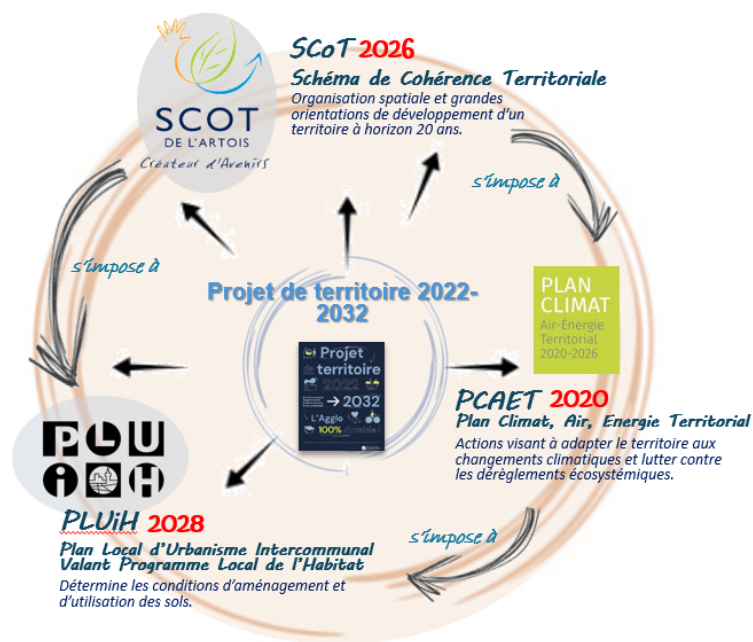 SCoT 2026
Schéma de Cohérence Territoriale
Organisation spatiale et grandes
orientations de développement d'un
territoire à horizon 20 ans.
SCOT
DE L'ARTOIS
Créateur d'Avenirs
s'impose à
s'impose à
Projet de territoire 2022-
2032
Projet
de territoire
2022
→ 2032
L'Agglo
100% durable !
PLAN
CLIMAT
Air-Énergie
Territorial
2020-2026
PCAET 2020
Plan Climat, Air, Energie Territorial
Actions visant à adapter le territoire aux
changements climatiques et lutter contre
les dérèglements écosystémiques.
PLU
iH
PLUiH 2028
Plan Local d'Urbanisme Intercommunal
Valant Programme Local de l'Habitat
Détermine les conditions d'aménagement et
d'utilisation des sols.
s'impose à